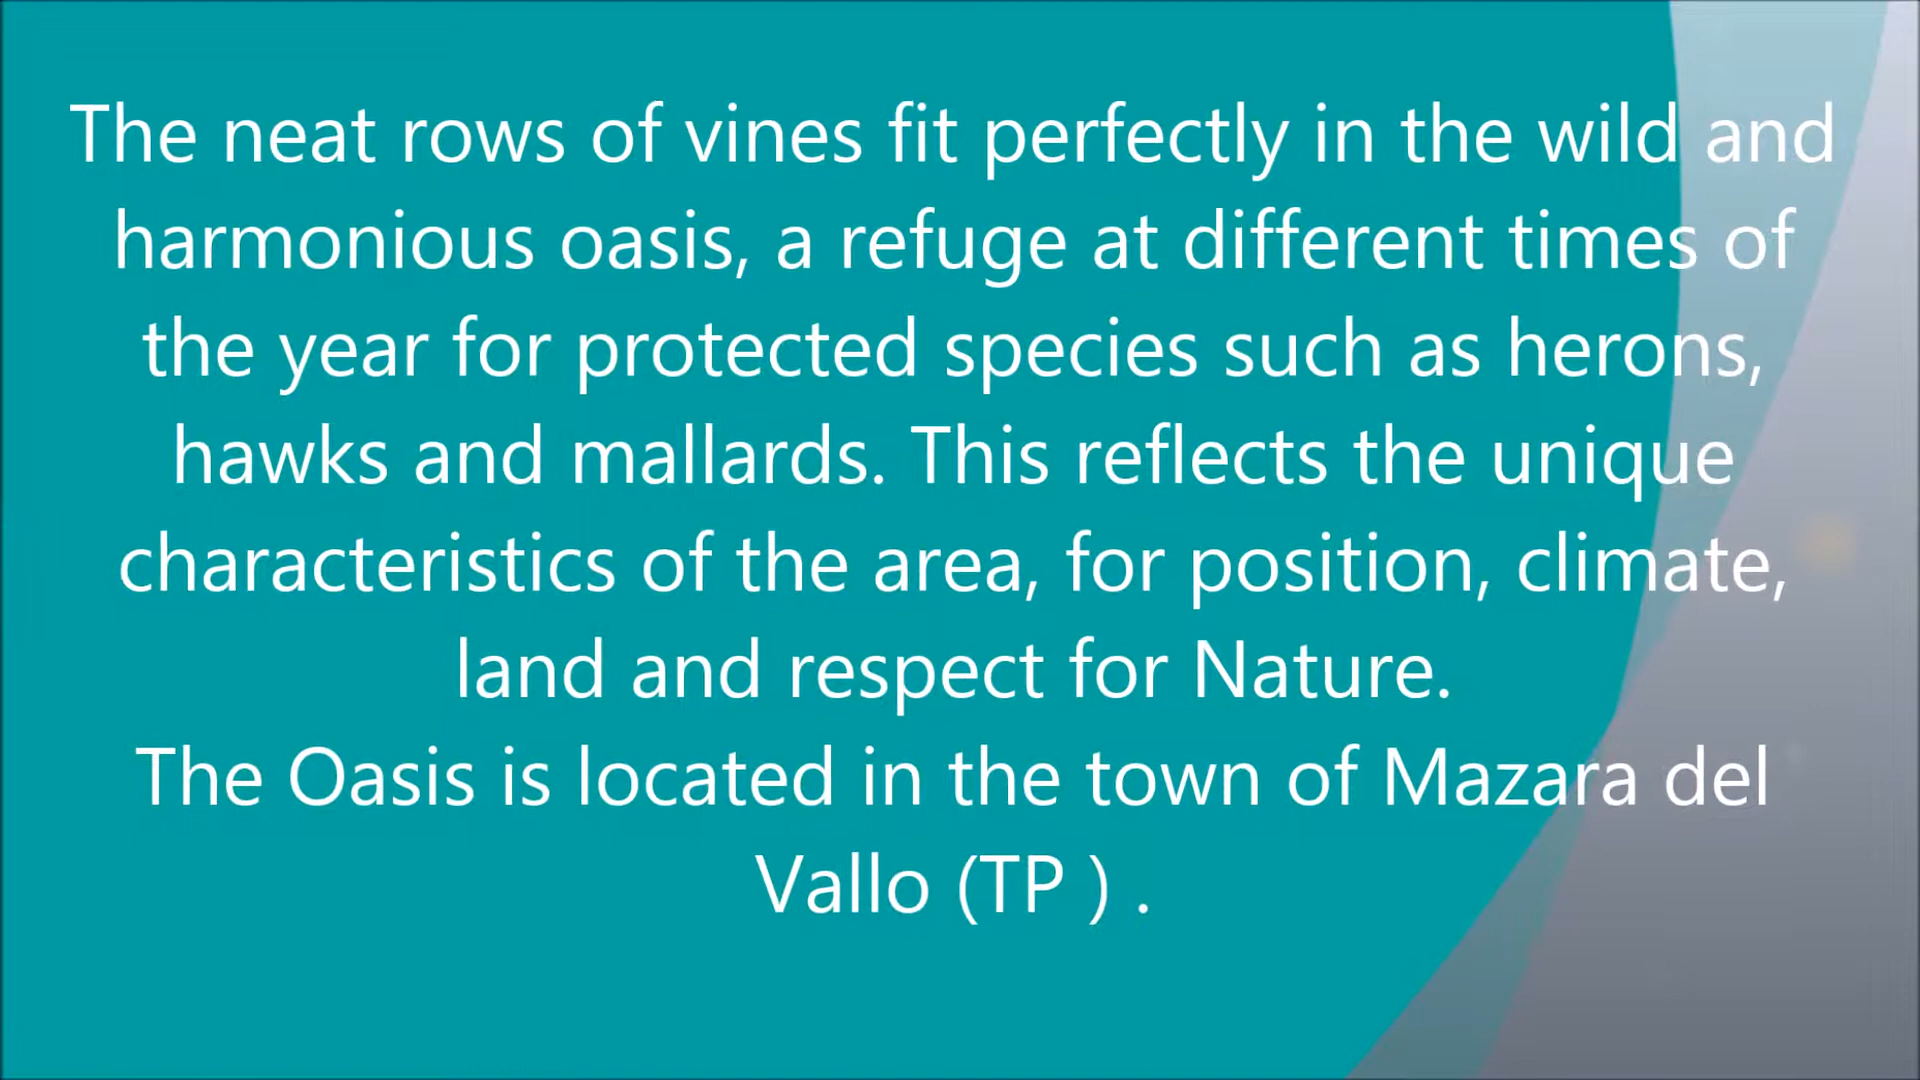 The neat rows of vines fit perfectly in the wild and
harmonious oasis, a refuge at different times of
the year for protected species such as herons,
hawks and mallards. This reflects the unique
characteristics of the area, for position, climate,
land and respect for Nature.
The Oasis is located in the town of Mazara del
Vallo (TP ) .